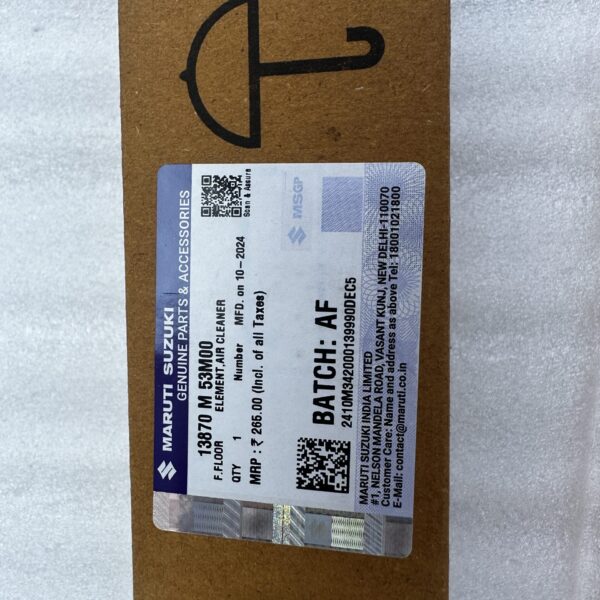 MARUTI SUZUKI
GENUINE PARTS & ACCESSORIES
13870 M 53M00
F.FLOOR ELEMENT,AIR CLEANER
QTY 1 Number MFD. on 10-2024
MRP : ₹ 265.00 (Incl. of all Taxes)
Scan & Assure
MSGP
BATCH: AF
2410M342000139990DEC5
MARUTI SUZUKI INDIA LIMITED
#1, NELSON MANDELA ROAD, VASANT KUNJ, NEW DELHI-110070
Customer Care: Name and address as above Tel: 18001021800
E-Mail: contact@maruti.co.in